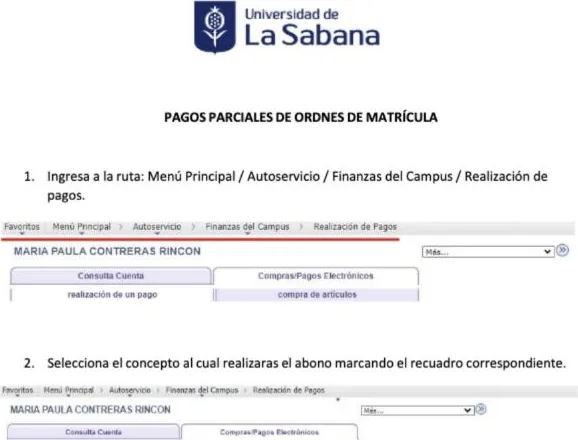 Universidad de
La Sabana
PAGOS PARCIALES DE ORDNES DE MATRÍCULA
1. Ingresa a la ruta: Menú Principal / Autoservicio / Finanzas del Campus / Realización de
pagos.
Favoritos Menú Principal > Autoservicio > Finanzas del Campus > Realización de Pagos
MARIA PAULA CONTRERAS RINCON Más...
Consulta Cuenta Compras/Pagos Electrónicos
realización de un pago compra de artículos
2. Selecciona el concepto al cual realizaras el abono marcando el recuadro correspondiente.
Favoritos Menú Principal > Autoservicio > Finanzas del Campus > Realización de Pagos
MARIA PAULA CONTRERAS RINCON Más...
Consulta Cuenta Compras/Pagos Electrónicos